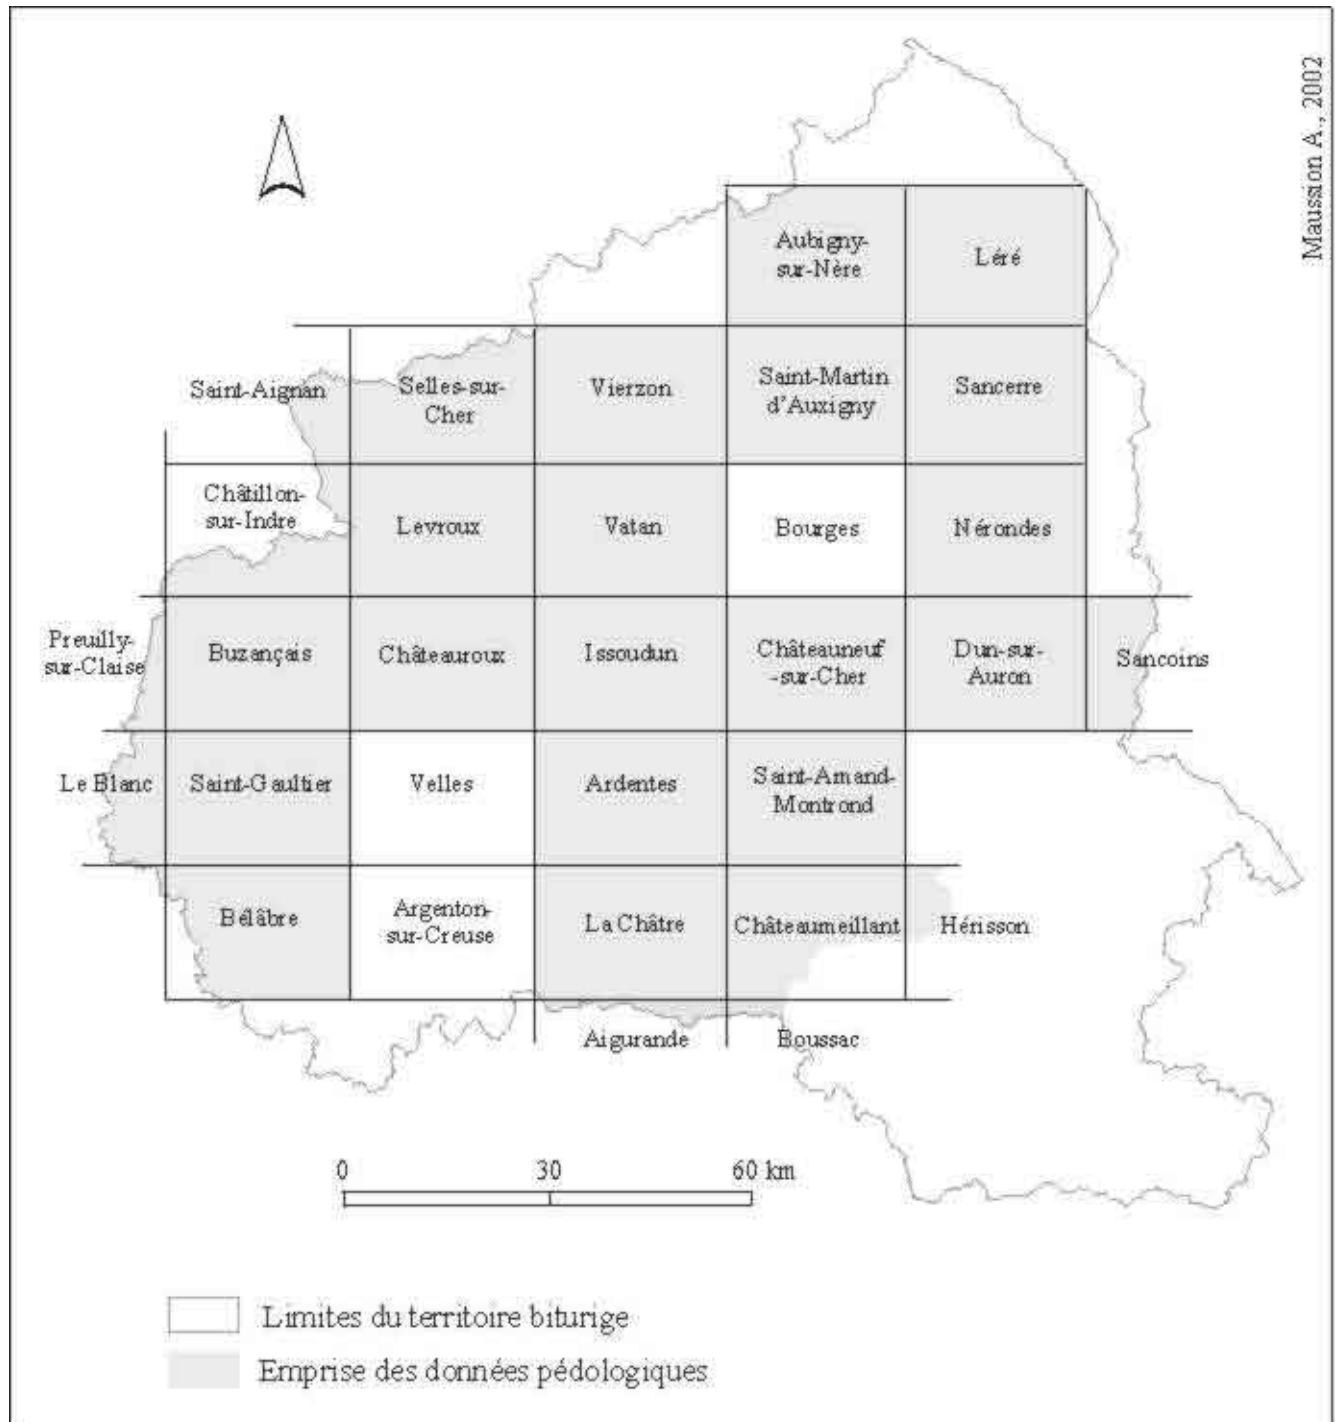 Maussion A., 2002
Aubigny-
sur-Nère
Léré
Saint-Aignan
Selles-sur-
Cher
Vierzon
Saint-Martin
d'Auxigny
Sancerre
Châtillon-
sur-Indre
Levroux
Vatan
Bourges
Nérondes
Preuilly-
sur-Claise
Buzançais
Châteauroux
Issoudun
Châteauneuf
-sur-Cher
Dun-sur-
Auron
Sancoins
Le Blanc
Saint-Gaultier
Velles
Ardentes
Saint-Amand-
Montrond
Bélâbre
Argenton-
sur-Creuse
La Châtre
Châteaumeillant
Hérisson
Aigurande
Boussac
0 30 60 km
Limites du territoire biturige
Emprise des données pédologiques